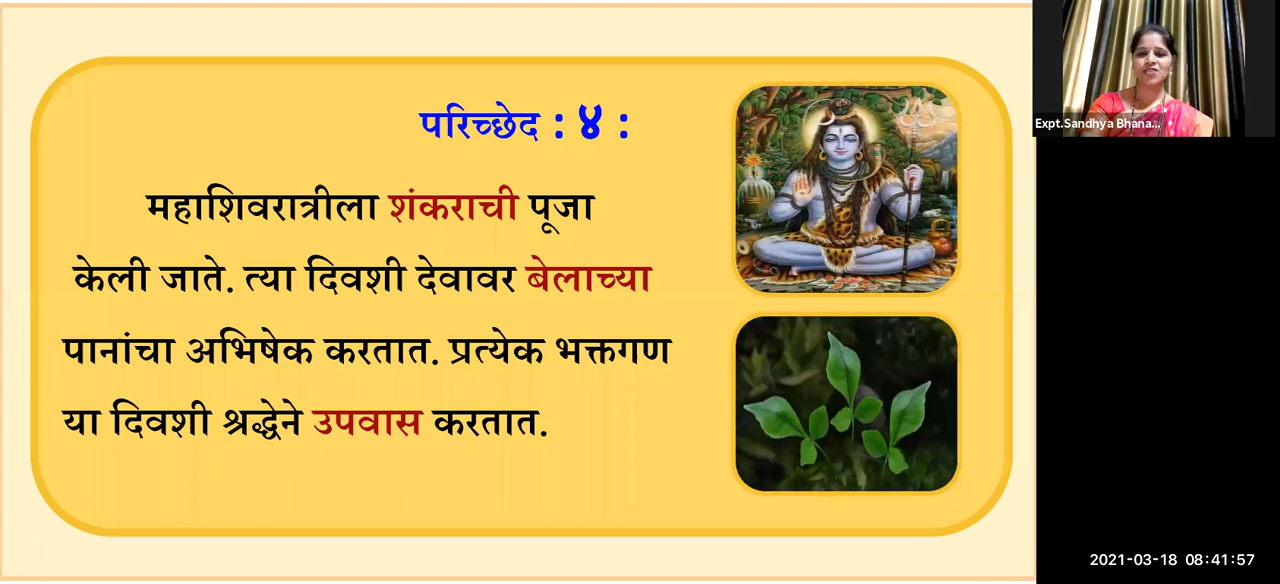 परिच्छेद : ४ :
महाशिवरात्रीला शंकराची पूजा
केली जाते. त्या दिवशी देवावर बेलाच्या
पानांचा अभिषेक करतात. प्रत्येक भक्तगण
या दिवशी श्रद्धेने उपवास करतात.
Expt.Sandhya Bhana...
2021-03-18 08:41:57